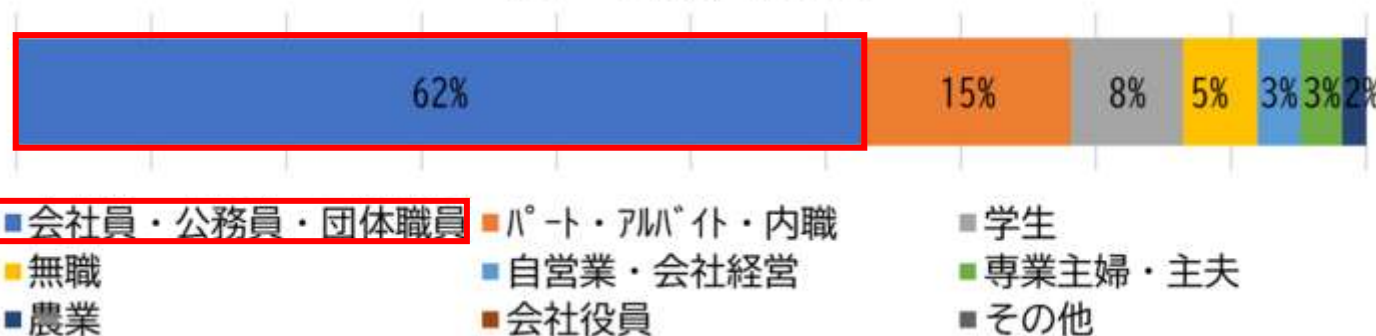 62% 15% 8% 5% 3% 3% 2%
■会社員・公務員・団体職員 ■ﾊﾟｰﾄ・ｱﾙﾊﾞｲﾄ・内職 ■学生
■無職 ■自営業・会社経営 ■専業主婦・主夫
■農業 ■会社役員 ■その他